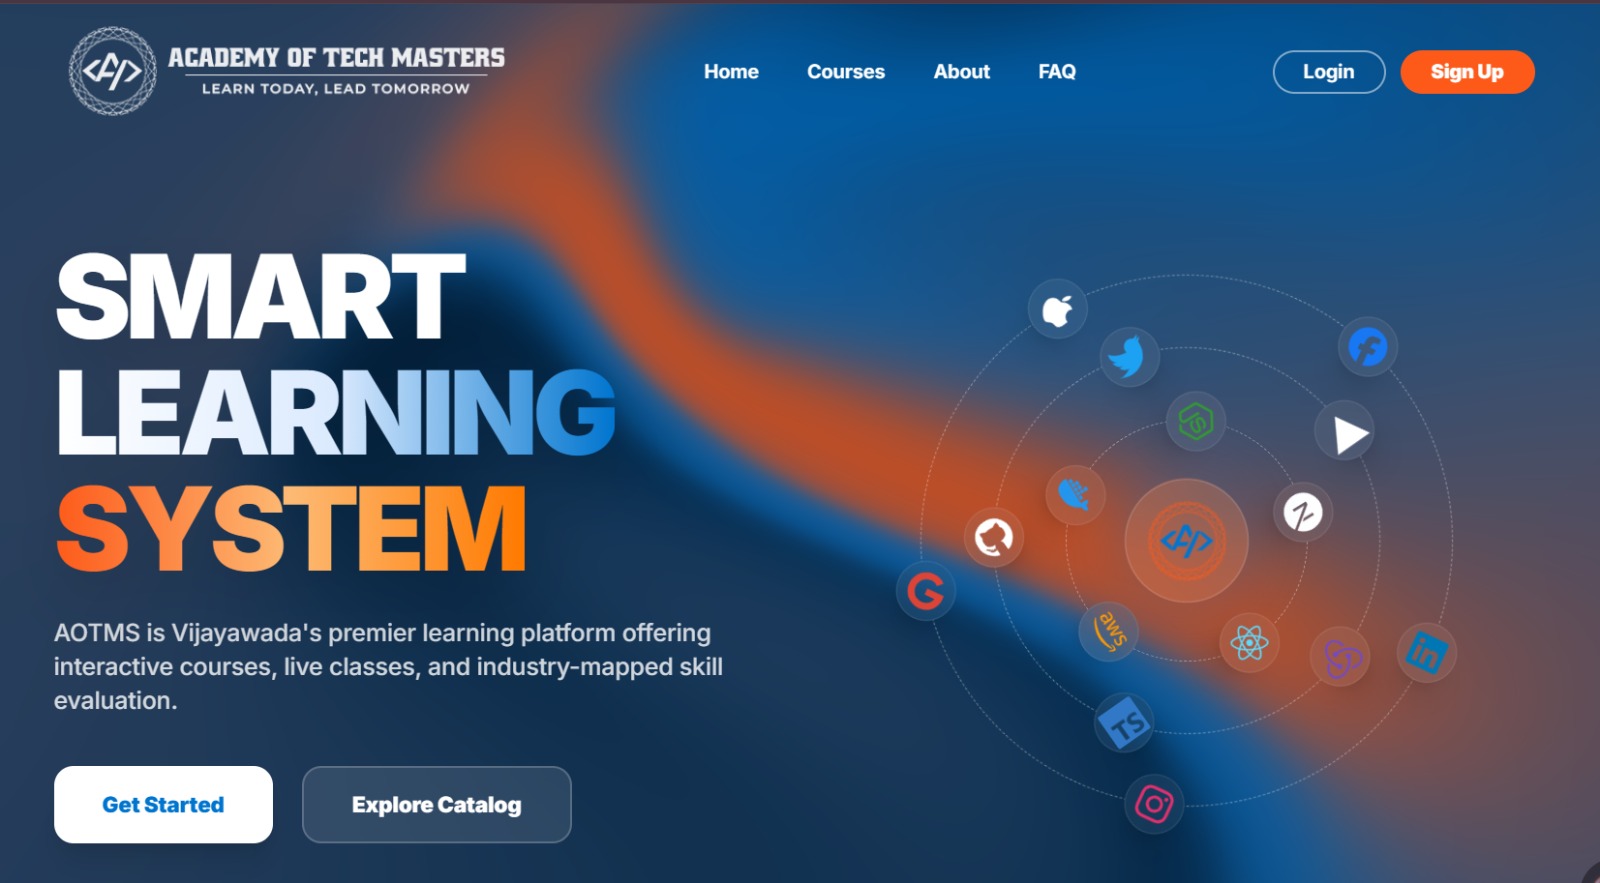 ACADEMY OF TECH MASTERS
LEARN TODAY, LEAD TOMORROW
Home
Courses
About
FAQ
Login
Sign Up
SMART
LEARNING
SYSTEM
AOTMS is Vijayawada's premier learning platform offering
interactive courses, live classes, and industry-mapped skill
evaluation.
Get Started
Explore Catalog
aws
TS
in